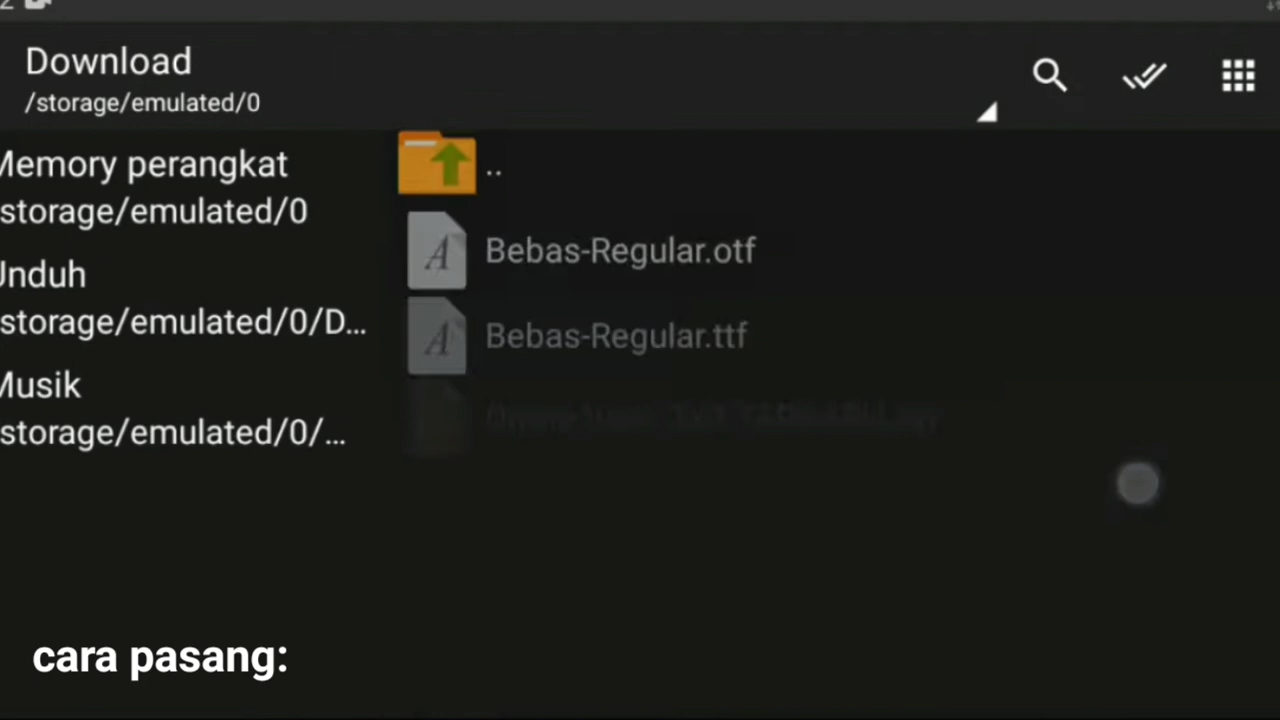 Download
/storage/emulated/0
Memory perangkat
storage/emulated/0
Unduh
storage/emulated/0/D...
Musik
storage/emulated/0/...
..
Bebas-Regular.otf
Bebas-Regular.ttf
cara pasang: